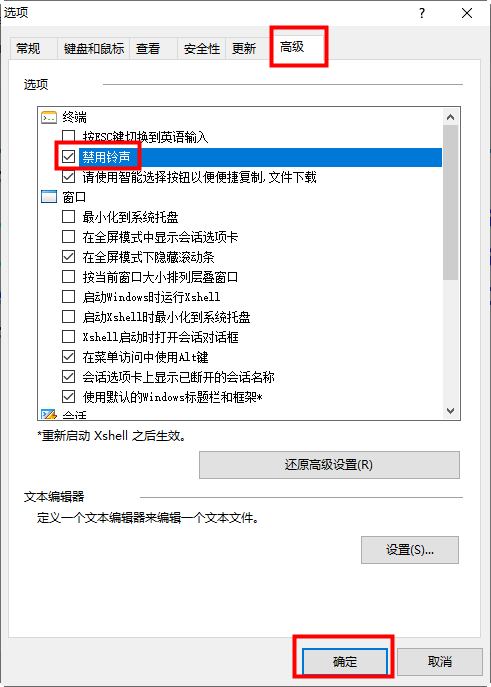 选项
常规 键盘和鼠标 查看 安全性 更新 高级
选项
终端
按ESC键切换到英语输入
禁用铃声
请使用智能选择按钮以便便捷复制,文件下载
窗口
最小化到系统托盘
在全屏模式中显示会话选项卡
在全屏模式下隐藏滚动条
按当前窗口大小排列层叠窗口
启动Windows时运行Xshell
启动Xshell时最小化到系统托盘
Xshell启动时打开会话对话框
在菜单访问中使用Alt键
会话选项卡上显示已断开的会话名称
使用默认的Windows标题栏和框架*
会话
*重新启动 Xshell 之后生效。
还原高级设置(R)
文本编辑器
定义一个文本编辑器来编辑一个文本文件。
设置(S)...
确定 取消